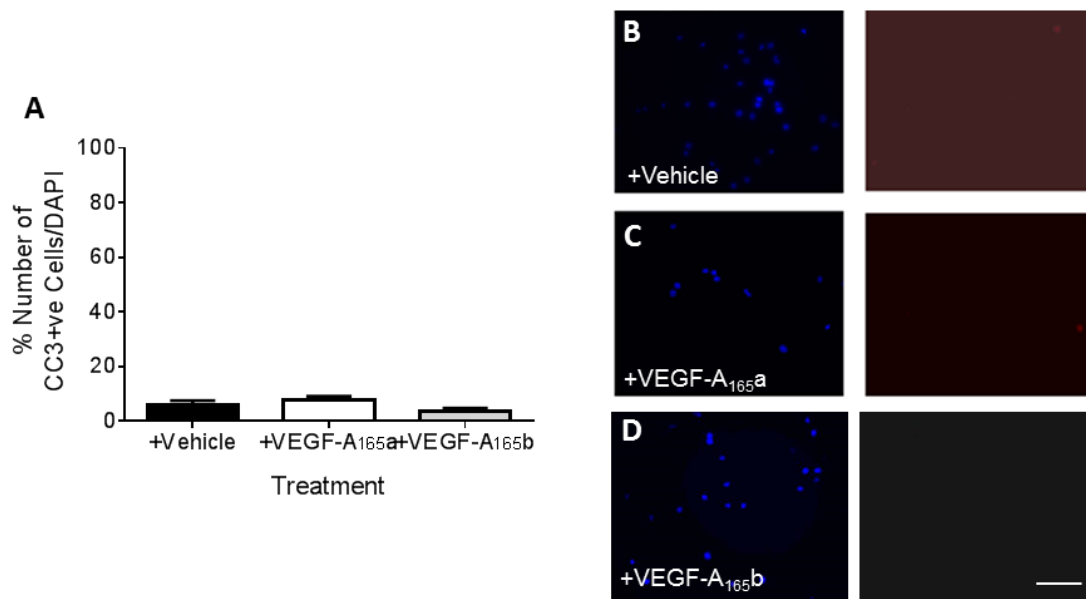 A
% Number of
CC3+ve Cells/DAPI
100
80
60
40
20
0
+Vehicle +VEGF-A165a +VEGF-A165b
Treatment
B
+Vehicle
C
+VEGF-A165a
D
+VEGF-A165b